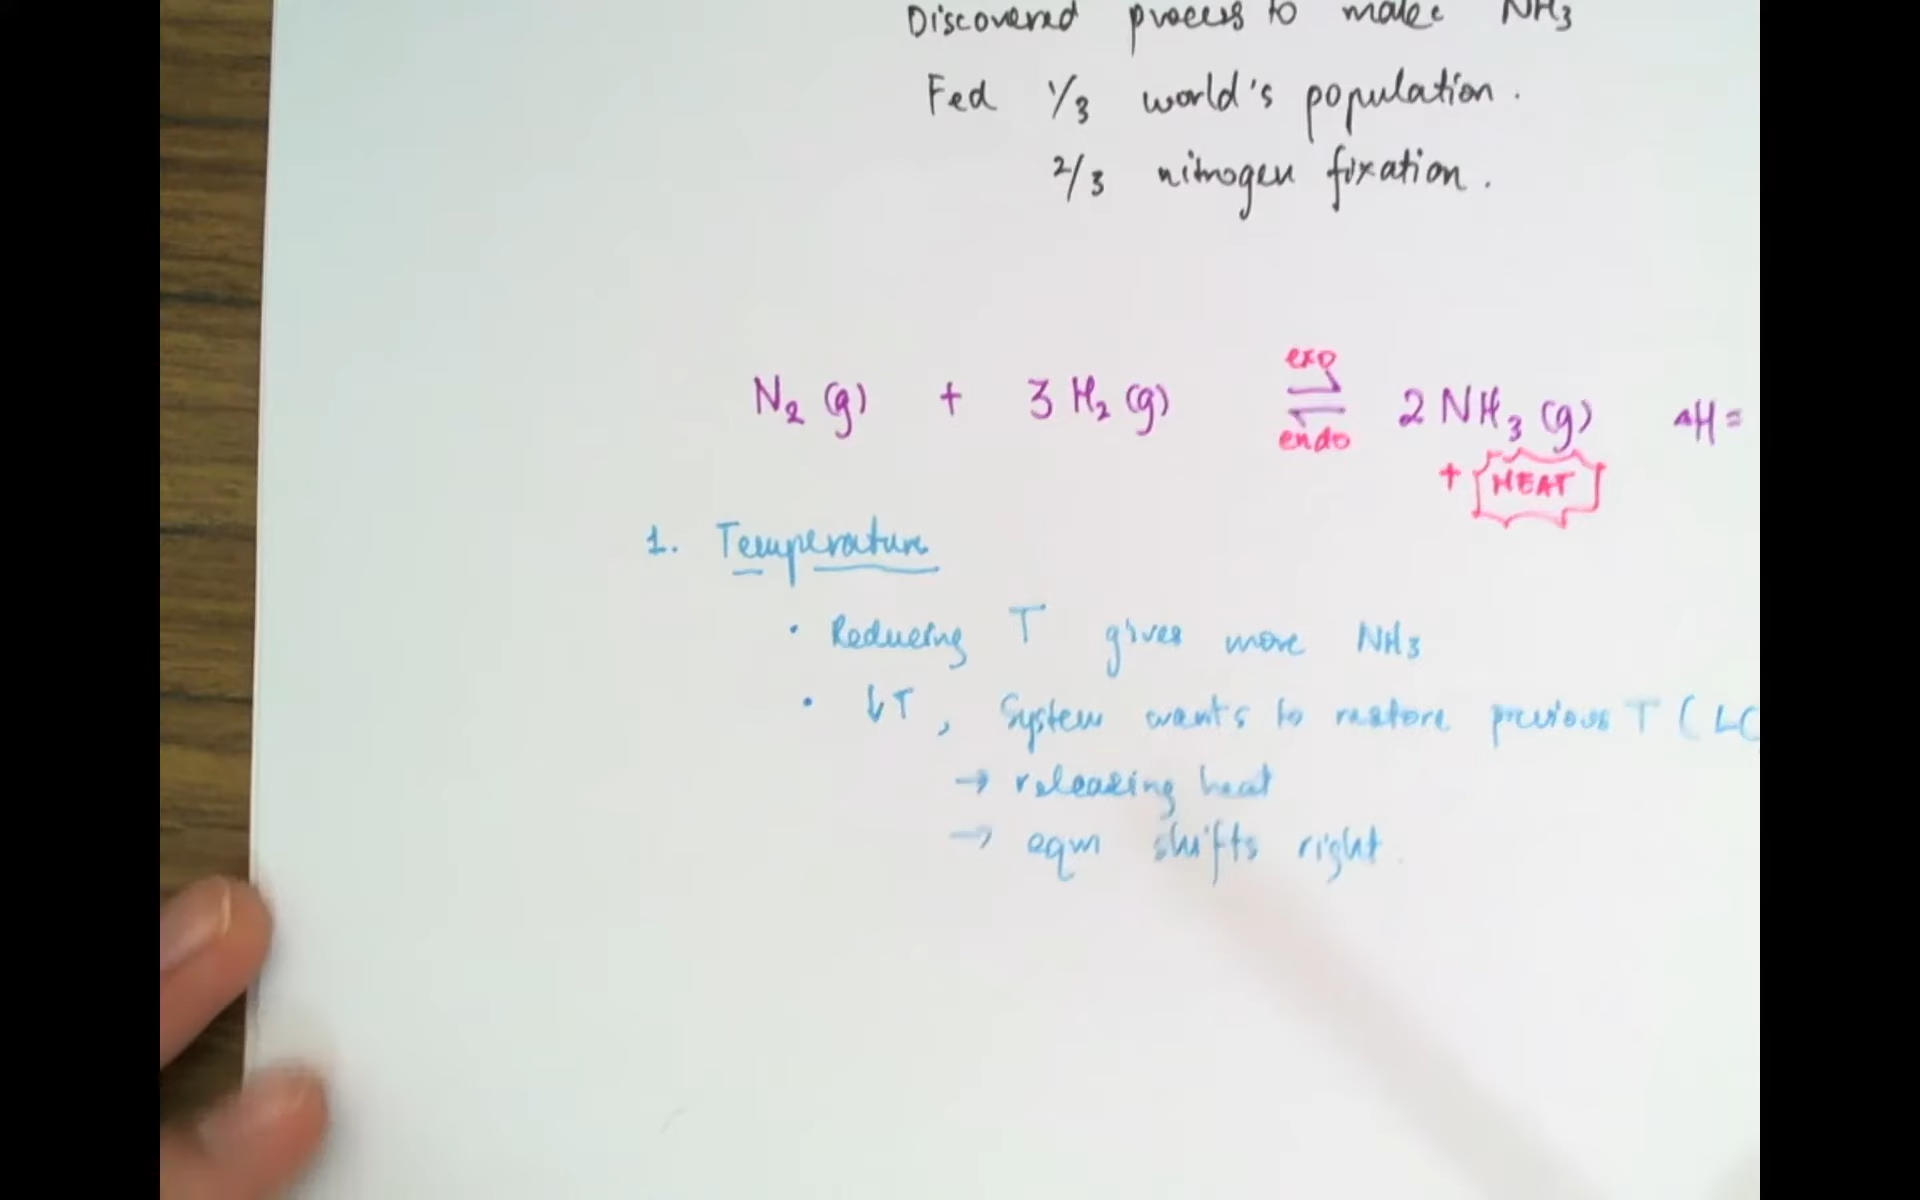 Discovered process to make NH₃
Fed 1/3 world's population.
2/3 nitrogen fixation.
exo
N₂ (g) + 3 H₂ (g) ⇌ 2 NH₃ (g) ΔH =
endo
+ HEAT
1. Temperature
• Reducing T gives more NH₃
• ↓T, System wants to restore previous T (LC
→ releasing heat
→ eqm shifts right.